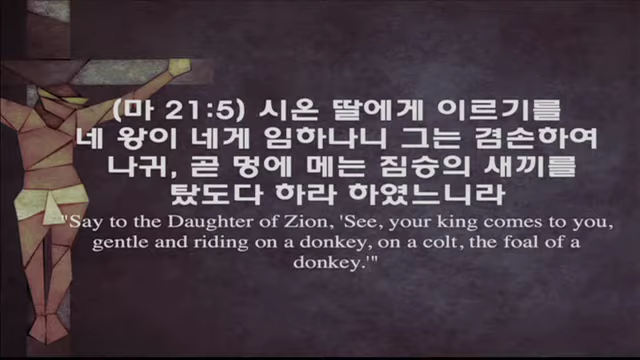 (마 21:5) 시온 딸에게 이르기를
네 왕이 네게 임하나니 그는 겸손하여
나귀, 곧 멍에 메는 짐승의 새끼를
탔도다 하라 하였느니라
"Say to the Daughter of Zion, 'See, your king comes to you,
gentle and riding on a donkey, on a colt, the foal of a
donkey.'"